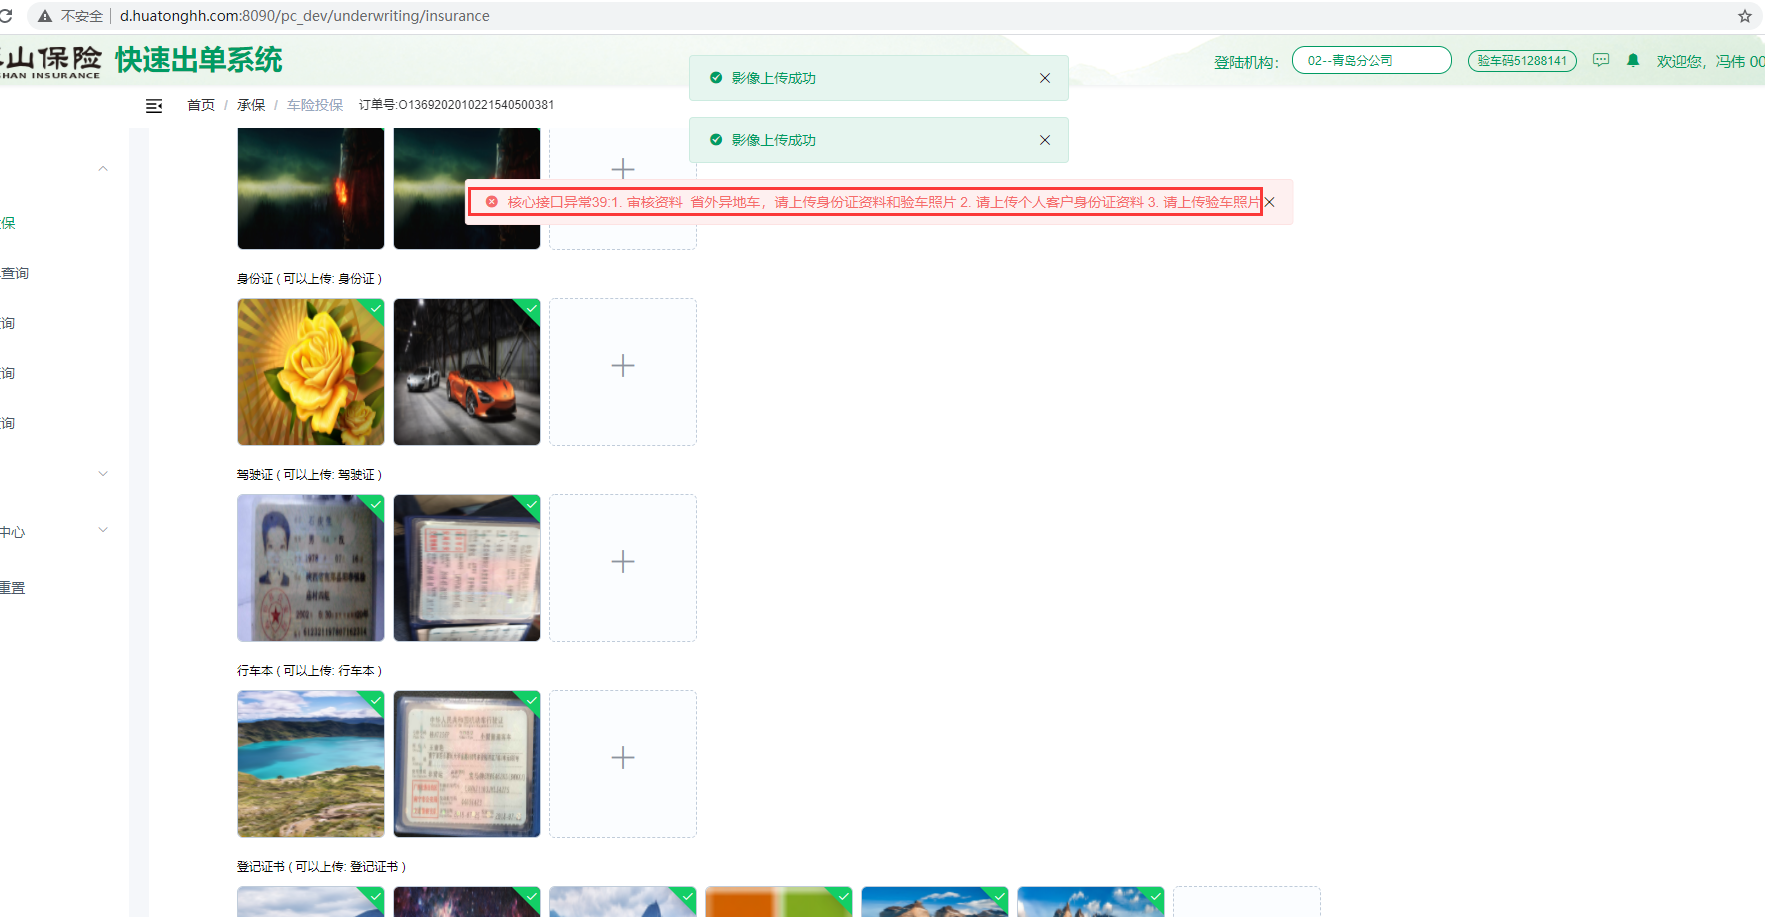 不安全 d.huatonghh.com:8090/pc_dev/underwriting/insurance
山保险 快速出单系统
SHAN INSURANCE
登陆机构: 02--青岛分公司 验车码51288141 欢迎您, 冯伟 00
影像上传成功
影像上传成功
首页 / 承保 / 车险投保 订单号:O1369202010221540500381
核心接口异常39:1. 审核资料 省外异地车，请上传身份证资料和验车照片 2. 请上传个人客户身份证资料 3. 请上传验车照片
保
查询
询
询
询
中心
重置
身份证 ( 可以上传: 身份证 )
驾驶证 ( 可以上传: 驾驶证 )
行车本 ( 可以上传: 行车本 )
登记证书 ( 可以上传: 登记证书 )